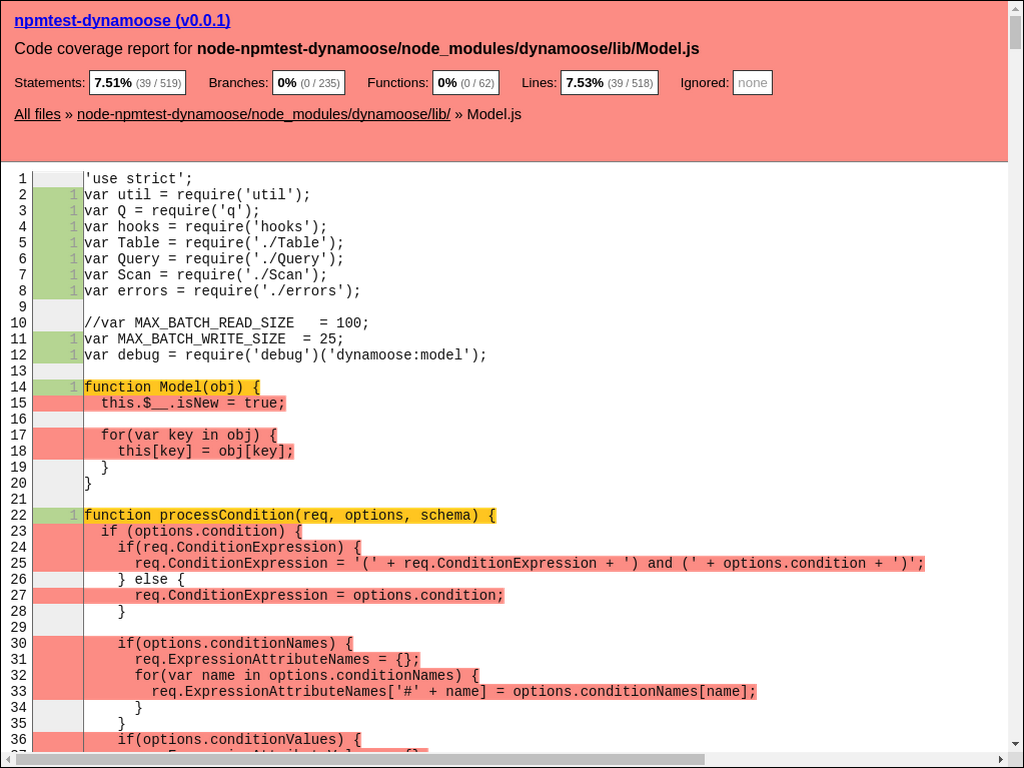 npmtest-dynamoose (v0.0.1)
Code coverage report for node-npmtest-dynamoose/node_modules/dynamoose/lib/Model.js
Statements: 7.51% (39 / 519) Branches: 0% (0 / 235) Functions: 0% (0 / 62) Lines: 7.53% (39 / 518) Ignored: none
All files » node-npmtest-dynamoose/node_modules/dynamoose/lib/ » Model.js
1 'use strict';
2 1 var util = require('util');
3 1 var Q = require('q');
4 1 var hooks = require('hooks');
5 1 var Table = require('./Table');
6 1 var Query = require('./Query');
7 1 var Scan = require('./Scan');
8 1 var errors = require('./errors');
9
10 //var MAX_BATCH_READ_SIZE   = 100;
11 1 var MAX_BATCH_WRITE_SIZE  = 25;
12 1 var debug = require('debug')('dynamoose:model');
13
14 1 function Model(obj) {
15   this.$__.isNew = true;
16
17   for(var key in obj) {
18     this[key] = obj[key];
19   }
20 }
21
22 1 function processCondition(req, options, schema) {
23   if (options.condition) {
24     if(req.ConditionExpression) {
25       req.ConditionExpression = '(' + req.ConditionExpression + ') and (' + options.condition + ')';
26     } else {
27       req.ConditionExpression = options.condition;
28     }
29
30     if(options.conditionNames) {
31       req.ExpressionAttributeNames = {};
32       for(var name in options.conditionNames) {
33         req.ExpressionAttributeNames['#' + name] = options.conditionNames[name];
34       }
35     }
36     if(options.conditionValues) {